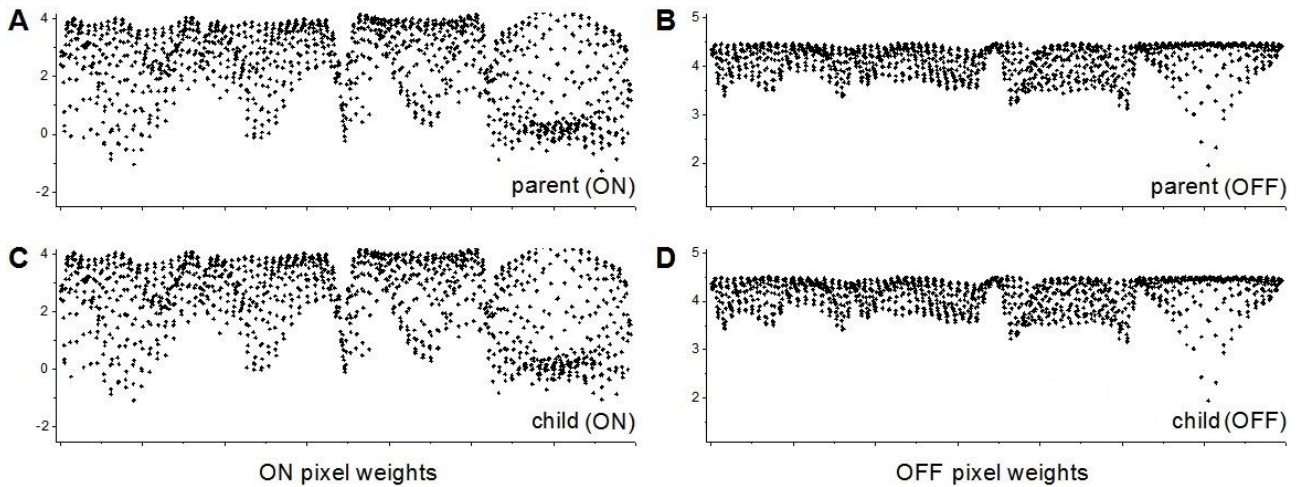 A
4
2
0
-2
parent (ON)
B
5
4
3
2
parent (OFF)
C
4
2
0
-2
child (ON)
D
5
4
3
2
child (OFF)
ON pixel weights
OFF pixel weights